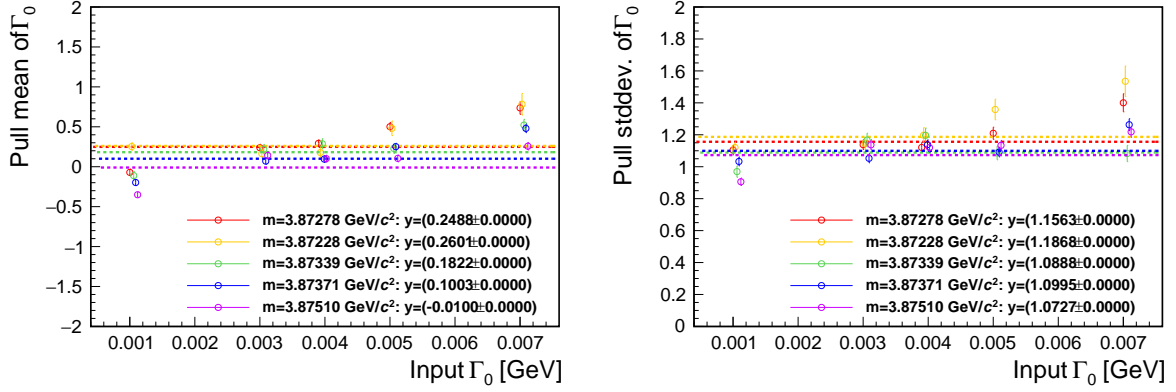 Pull mean of Γ₀
2
1.5
1
0.5
0
−0.5
−1
−1.5
−2
m=3.87278 GeV/c²: y=(0.2488±0.0000)
m=3.87228 GeV/c²: y=(0.2601±0.0000)
m=3.87339 GeV/c²: y=(0.1822±0.0000)
m=3.87371 GeV/c²: y=(0.1003±0.0000)
m=3.87510 GeV/c²: y=(-0.0100±0.0000)
0.001 0.002 0.003 0.004 0.005 0.006 0.007
Input Γ₀ [GeV]
Pull stddev. of Γ₀
2
1.8
1.6
1.4
1.2
1
0.8
0.6
0.4
0.2
0
m=3.87278 GeV/c²: y=(1.1563±0.0000)
m=3.87228 GeV/c²: y=(1.1868±0.0000)
m=3.87339 GeV/c²: y=(1.0888±0.0000)
m=3.87371 GeV/c²: y=(1.0995±0.0000)
m=3.87510 GeV/c²: y=(1.0727±0.0000)
0.001 0.002 0.003 0.004 0.005 0.006 0.007
Input Γ₀ [GeV]